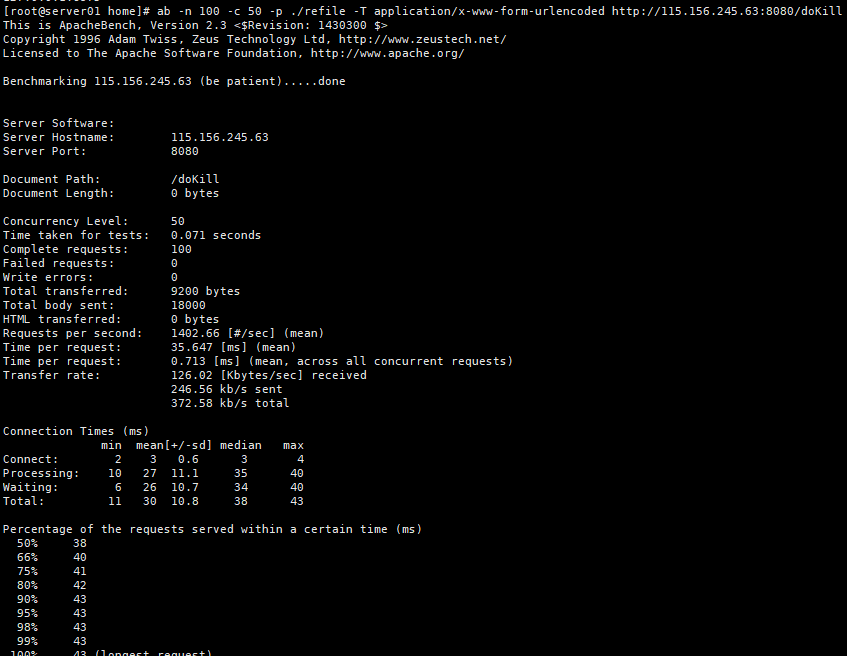 [root@server01 home]# ab -n 100 -c 50 -p ./refile -T application/x-www-form-urlencoded http://115.156.245.63:8080/doKill
This is ApacheBench, Version 2.3 <$Revision: 1430300 $>
Copyright 1996 Adam Twiss, Zeus Technology Ltd, http://www.zeustech.net/
Licensed to The Apache Software Foundation, http://www.apache.org/
Benchmarking 115.156.245.63 (be patient).....done
Server Software:
Server Hostname: 115.156.245.63
Server Port: 8080
Document Path: /doKill
Document Length: 0 bytes
Concurrency Level: 50
Time taken for tests: 0.071 seconds
Complete requests: 100
Failed requests: 0
Write errors: 0
Total transferred: 9200 bytes
Total body sent: 18000
HTML transferred: 0 bytes
Requests per second: 1402.66 [#/sec] (mean)
Time per request: 35.647 [ms] (mean)
Time per request: 0.713 [ms] (mean, across all concurrent requests)
Transfer rate: 126.02 [Kbytes/sec] received
246.56 kb/s sent
372.58 kb/s total
Connection Times (ms)
min mean[+/-sd] median max
Connect: 2 3 0.6 3 4
Processing: 10 27 11.1 35 40
Waiting: 6 26 10.7 34 40
Total: 11 30 10.8 38 43
Percentage of the requests served within a certain time (ms)
50% 38
66% 40
75% 41
80% 42
90% 43
95% 43
98% 43
99% 43
100% 43 (longest request)